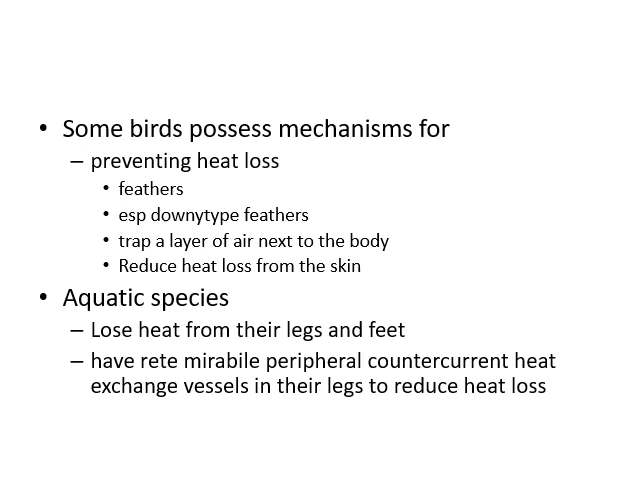 • Some birds possess mechanisms for
– preventing heat loss
• feathers
• esp downytype feathers
• trap a layer of air next to the body
• Reduce heat loss from the skin
• Aquatic species
– Lose heat from their legs and feet
– have rete mirabile peripheral countercurrent heat
exchange vessels in their legs to reduce heat loss